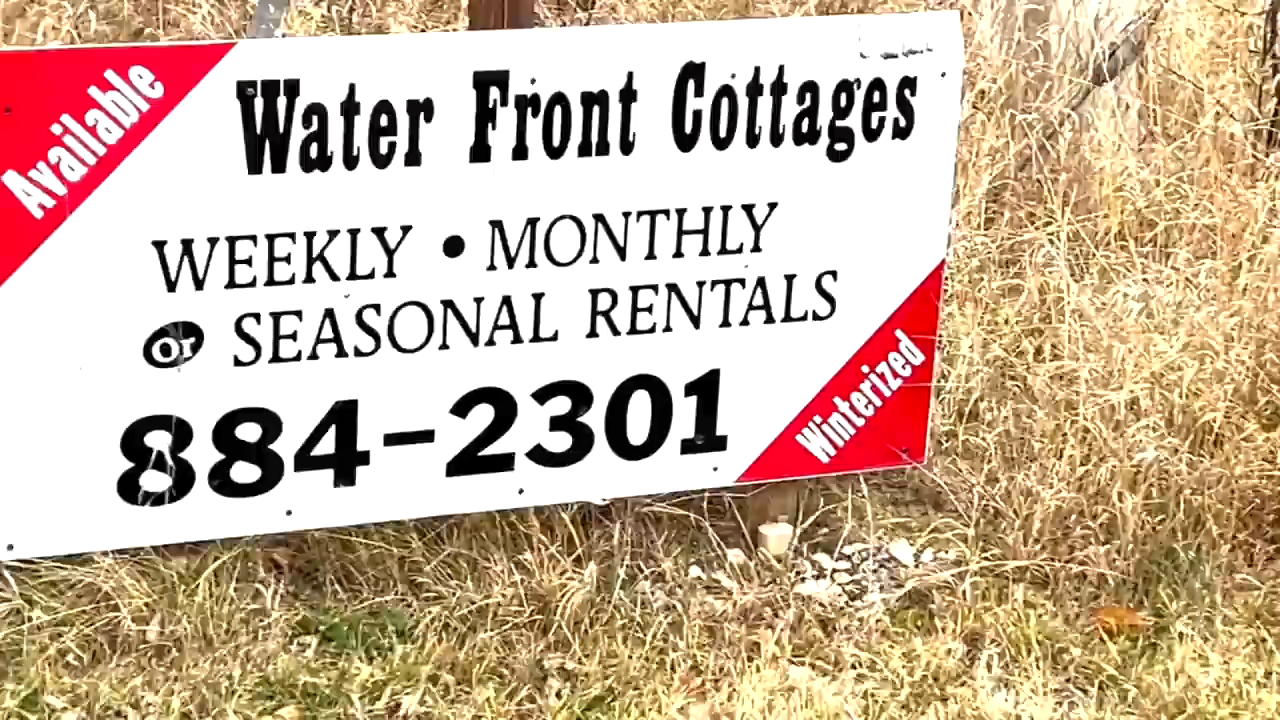 Available
Water Front Cottages
WEEKLY • MONTHLY
or SEASONAL RENTALS
884-2301
Winterized